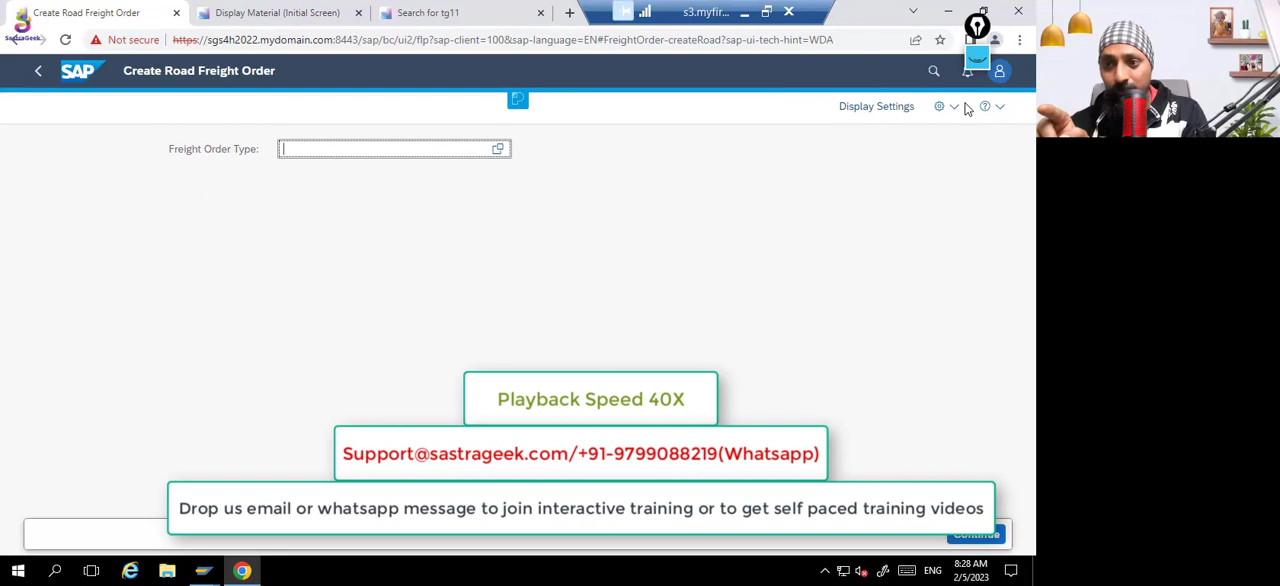 Create Road Freight Order
Display Material (Initial Screen)
Search for tg11
s3.myfir...
SastraGeek
Not secure
https://sgs4h2022.mydomain.com:8443/sap/bc/ui2/flp?sap-client=100&sap-language=EN#FreightOrder-createRoad?sap-ui-tech-hint=WDA
SAP
Create Road Freight Order
Display Settings
Freight Order Type:
Playback Speed 40X
Support@sastrageek.com/+91-9799088219(Whatsapp)
Drop us email or whatsapp message to join interactive training or to get self paced training videos
Continue
ENG
8:28 AM
2/5/2023